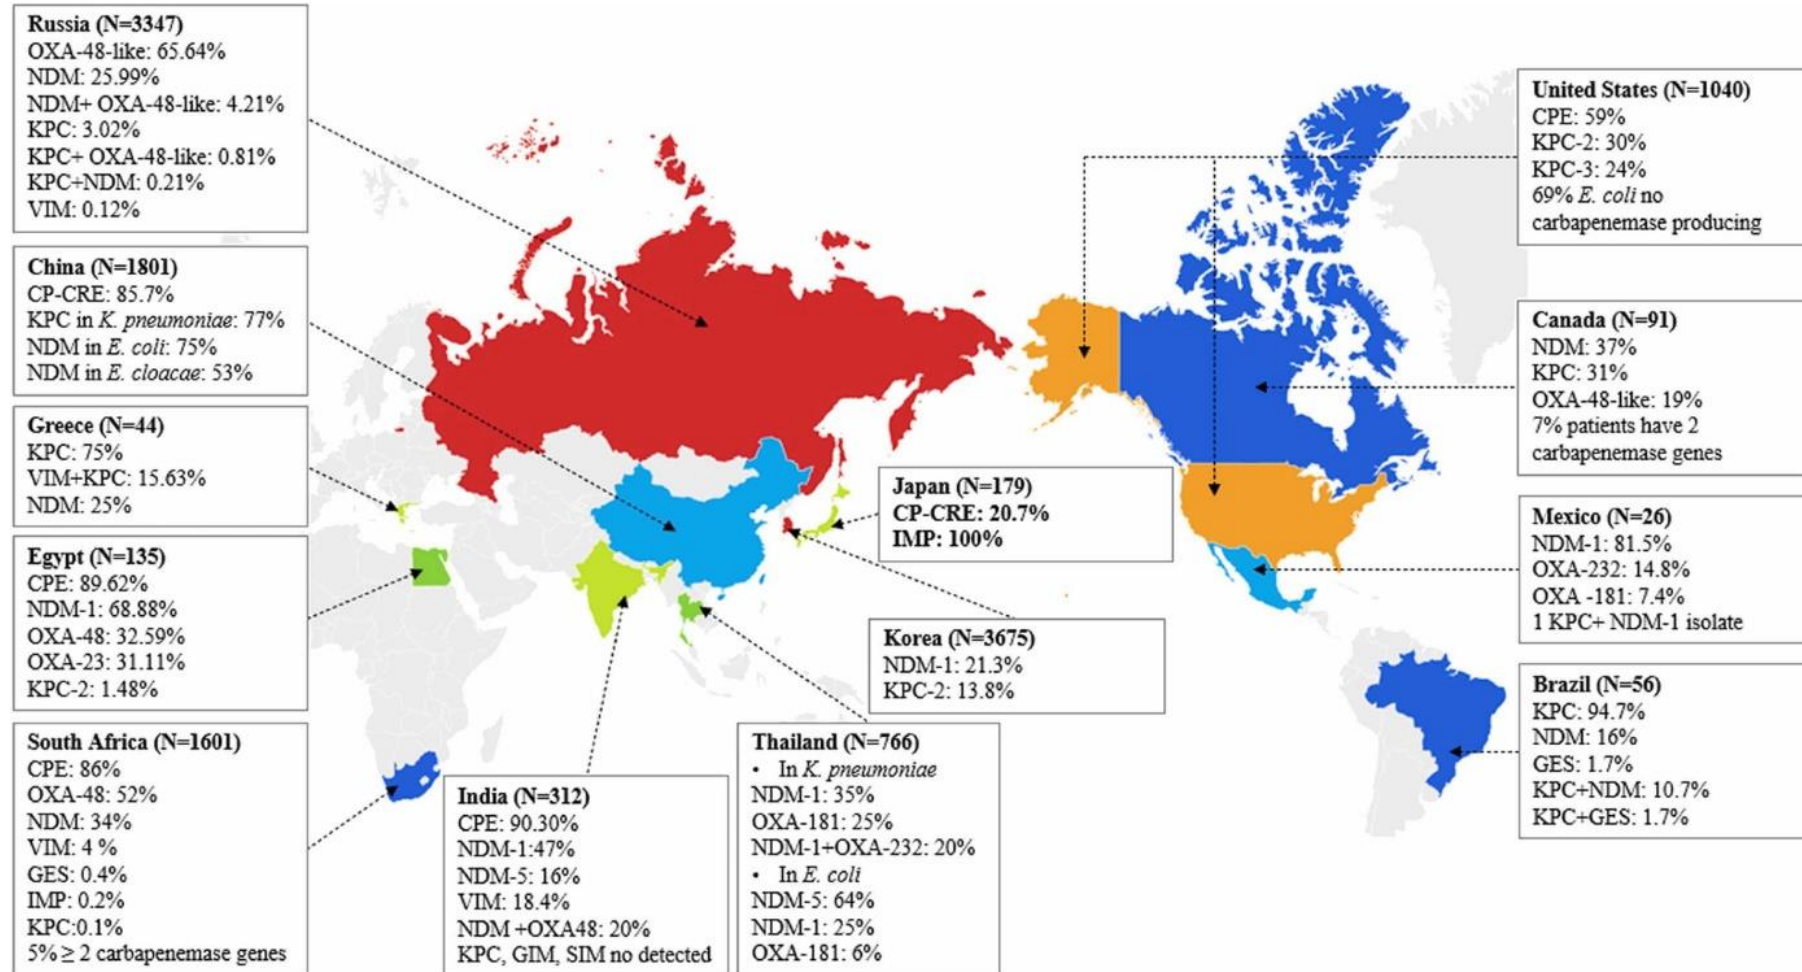 Russia (N=3347)
OXA-48-like: 65.64%
NDM: 25.99%
NDM+ OXA-48-like: 4.21%
KPC: 3.02%
KPC+ OXA-48-like: 0.81%
KPC+NDM: 0.21%
VIM: 0.12%
China (N=1801)
CP-CRE: 85.7%
KPC in K. pneumoniae: 77%
NDM in E. coli: 75%
NDM in E. cloacae: 53%
Greece (N=44)
KPC: 75%
VIM+KPC: 15.63%
NDM: 25%
Egypt (N=135)
CPE: 89.62%
NDM-1: 68.88%
OXA-48: 32.59%
OXA-23: 31.11%
KPC-2: 1.48%
South Africa (N=1601)
CPE: 86%
OXA-48: 52%
NDM: 34%
VIM: 4 %
GES: 0.4%
IMP: 0.2%
KPC:0.1%
5% ≥ 2 carbapenemase genes
India (N=312)
CPE: 90.30%
NDM-1:47%
NDM-5: 16%
VIM: 18.4%
NDM +OXA48: 20%
KPC, GIM, SIM no detected
Thailand (N=766)
• In K. pneumoniae
NDM-1: 35%
OXA-181: 25%
NDM-1+OXA-232: 20%
• In E. coli
NDM-5: 64%
NDM-1: 25%
OXA-181: 6%
Japan (N=179)
CP-CRE: 20.7%
IMP: 100%
Korea (N=3675)
NDM-1: 21.3%
KPC-2: 13.8%
United States (N=1040)
CPE: 59%
KPC-2: 30%
KPC-3: 24%
69% E. coli no
carbapenemase producing
Canada (N=91)
NDM: 37%
KPC: 31%
OXA-48-like: 19%
7% patients have 2
carbapenemase genes
Mexico (N=26)
NDM-1: 81.5%
OXA-232: 14.8%
OXA -181: 7.4%
1 KPC+ NDM-1 isolate
Brazil (N=56)
KPC: 94.7%
NDM: 16%
GES: 1.7%
KPC+NDM: 10.7%
KPC+GES: 1.7%